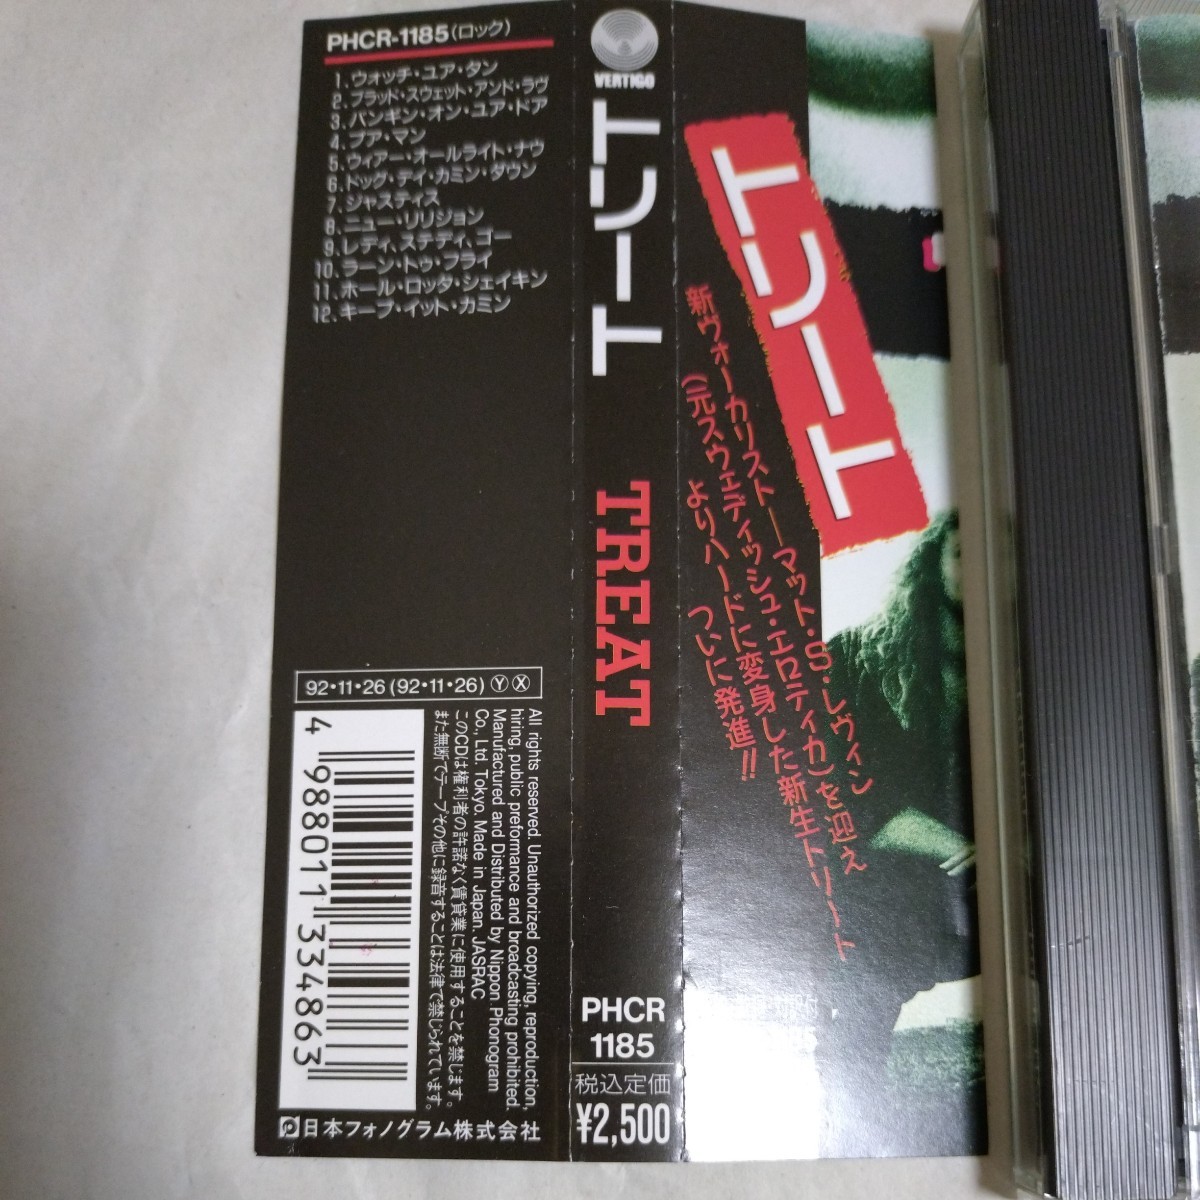 PHCR-1185(ロック)
1. ウォッチ・ユア・タン
2. ブラッド・スウェット・アンド・ラヴ
3. バンギン・オン・ユア・ドア
4. プア・マン
5. ウィアー・オールライト・ナウ
6. ドッグ・デイ・カミン・ダウン
7. ジャスティス
8. ニュー・リリジョン
9. レディ、ステディ、ゴー
10. ラーン・トゥ・フライ
11. ホール・ロッタ・シェイキン
12. キープ・イット・カミン
92・11・26(92・11・26)ⓎⓍ
4 988011 334863
All rights reserved. Unauthorized copying, reproduction,
hiring, public preformance and broadcasting prohibited.
Manufactured and Distributed by Nippon Phonogram
Co., Ltd. Tokyo. Made in Japan. JASRAC
このCDは権利者の許諾なく賃貸業に使用することを禁じます。
また無断でテープその他に録音することは法律で禁じられています。
日本フォノグラム株式会社
VERTIGO
トリート
TREAT
PHCR
1185
税込定価
¥2,500
トリート
新ヴォーカリスト―マット・S・レヴィン
(元スウェディッシュ・エロティカ)を迎え
よりハードに変身した新生トリート
ついに発進!!